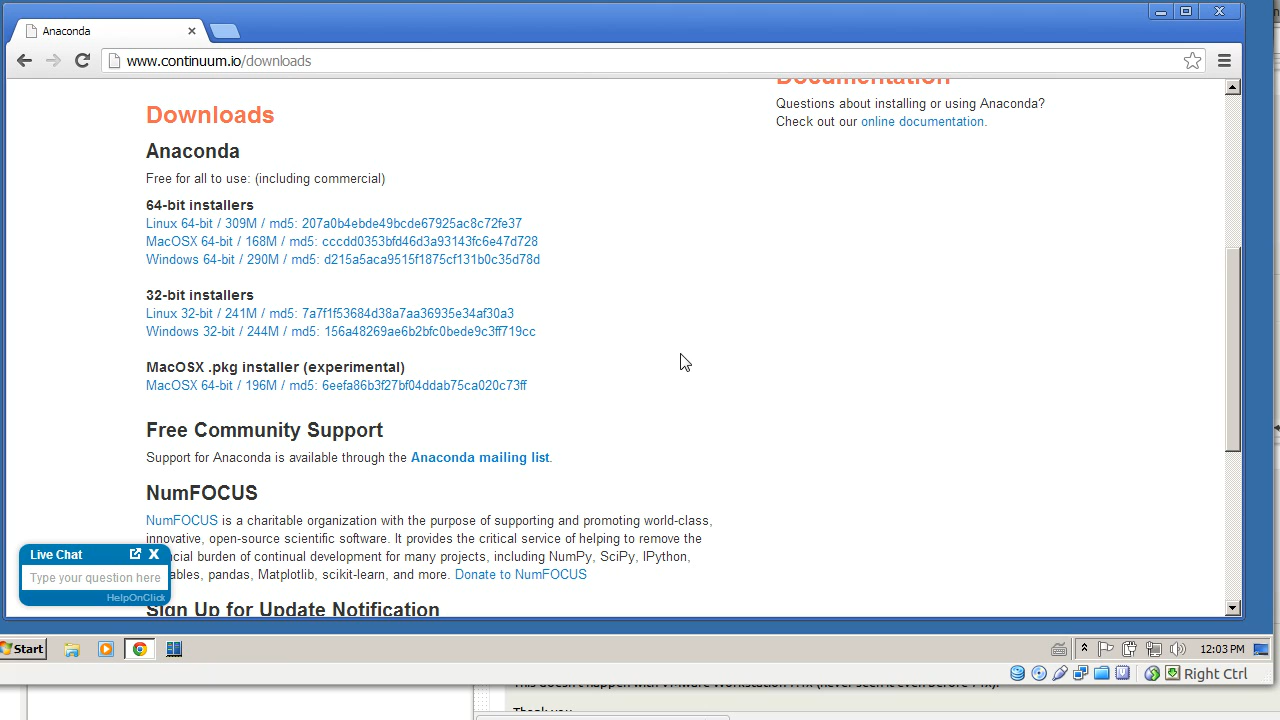 Anaconda
www.continuum.io/downloads
Documentation
Questions about installing or using Anaconda?
Check out our online documentation.
Downloads
Anaconda
Free for all to use: (including commercial)
64-bit installers
Linux 64-bit / 309M / md5: 207a0b4ebde49bcde67925ac8c72fe37
MacOSX 64-bit / 168M / md5: cccdd0353bfd46d3a93143fc6e47d728
Windows 64-bit / 290M / md5: d215a5aca9515f1875cf131b0c35d78d
32-bit installers
Linux 32-bit / 241M / md5: 7a7f1f53684d38a7aa36935e34af30a3
Windows 32-bit / 244M / md5: 156a48269ae6b2bfc0bede9c3ff719cc
MacOSX .pkg installer (experimental)
MacOSX 64-bit / 196M / md5: 6eefa86b3f27bf04ddab75ca020c73ff
Free Community Support
Support for Anaconda is available through the Anaconda mailing list.
NumFOCUS
NumFOCUS is a charitable organization with the purpose of supporting and promoting world-class,
innovative, open-source scientific software. It provides the critical service of helping to remove the
ncial burden of continual development for many projects, including NumPy, SciPy, IPython,
ables, pandas, Matplotlib, scikit-learn, and more. Donate to NumFOCUS
Sign Up for Update Notification
Live Chat
Type your question here
HelpOnClick
Start
12:03 PM
Right Ctrl
Thank you